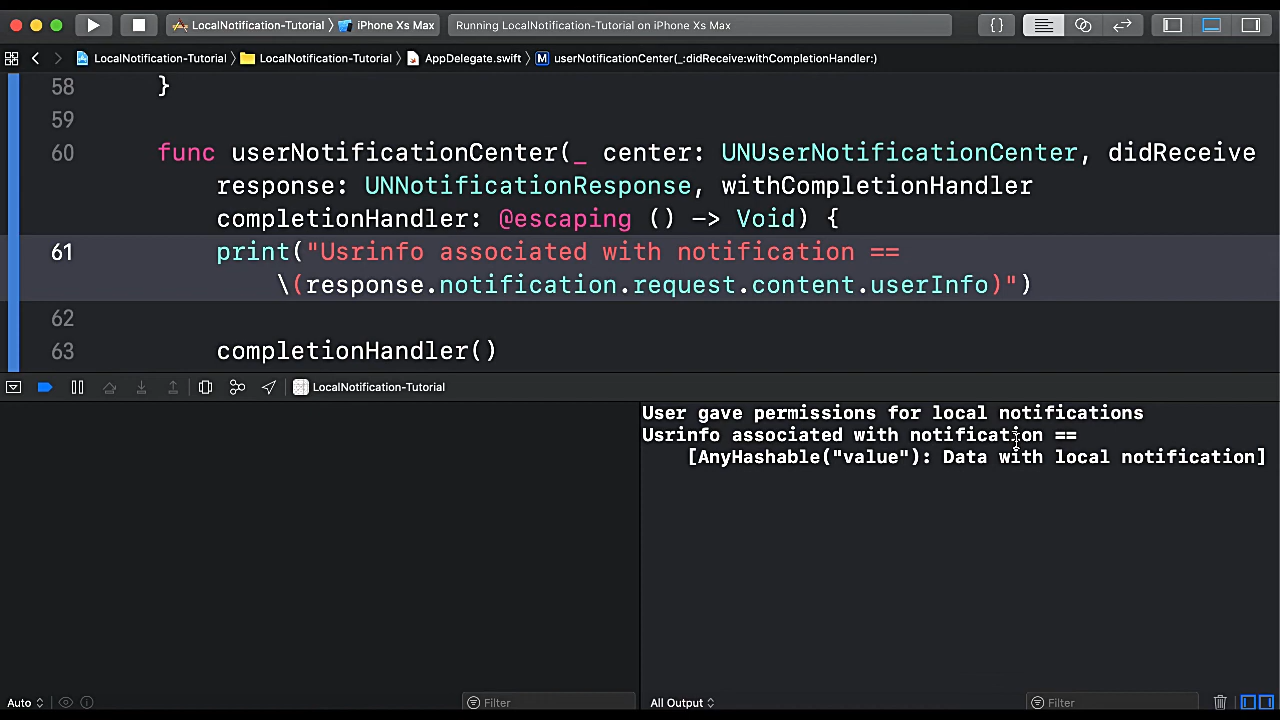 LocalNotification-Tutorial iPhone Xs Max Running LocalNotification-Tutorial on iPhone Xs Max { }
LocalNotification-Tutorial LocalNotification-Tutorial AppDelegate.swift M userNotificationCenter(_:didReceive:withCompletionHandler:)
58 }
59
60 func userNotificationCenter(_ center: UNUserNotificationCenter, didReceive
response: UNNotificationResponse, withCompletionHandler
completionHandler: @escaping () -> Void) {
61 print("Usrinfo associated with notification ==
\(response.notification.request.content.userInfo)")
62
63 completionHandler()
LocalNotification-Tutorial
User gave permissions for local notifications
Usrinfo associated with notification ==
[AnyHashable("value"): Data with local notification]
Auto Filter All Output Filter